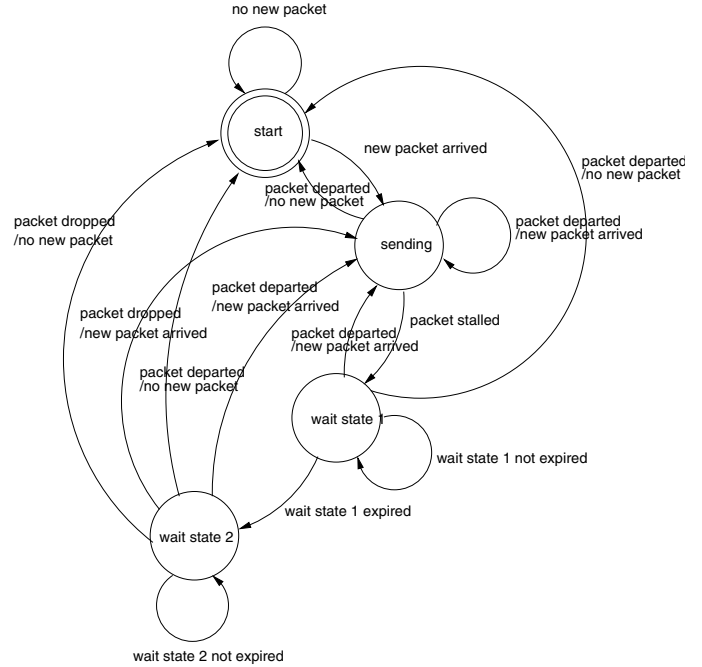 no new packet
start
new packet arrived
packet departed
/no new packet
packet departed
/no new packet
packet dropped
/no new packet
sending
packet departed
/new packet arrived
packet departed
/new packet arrived
packet dropped
/new packet arrived
packet stalled
packet departed
/new packet arrived
packet departed
/no new packet
wait state 1
wait state 1 not expired
wait state 1 expired
wait state 2
wait state 2 not expired